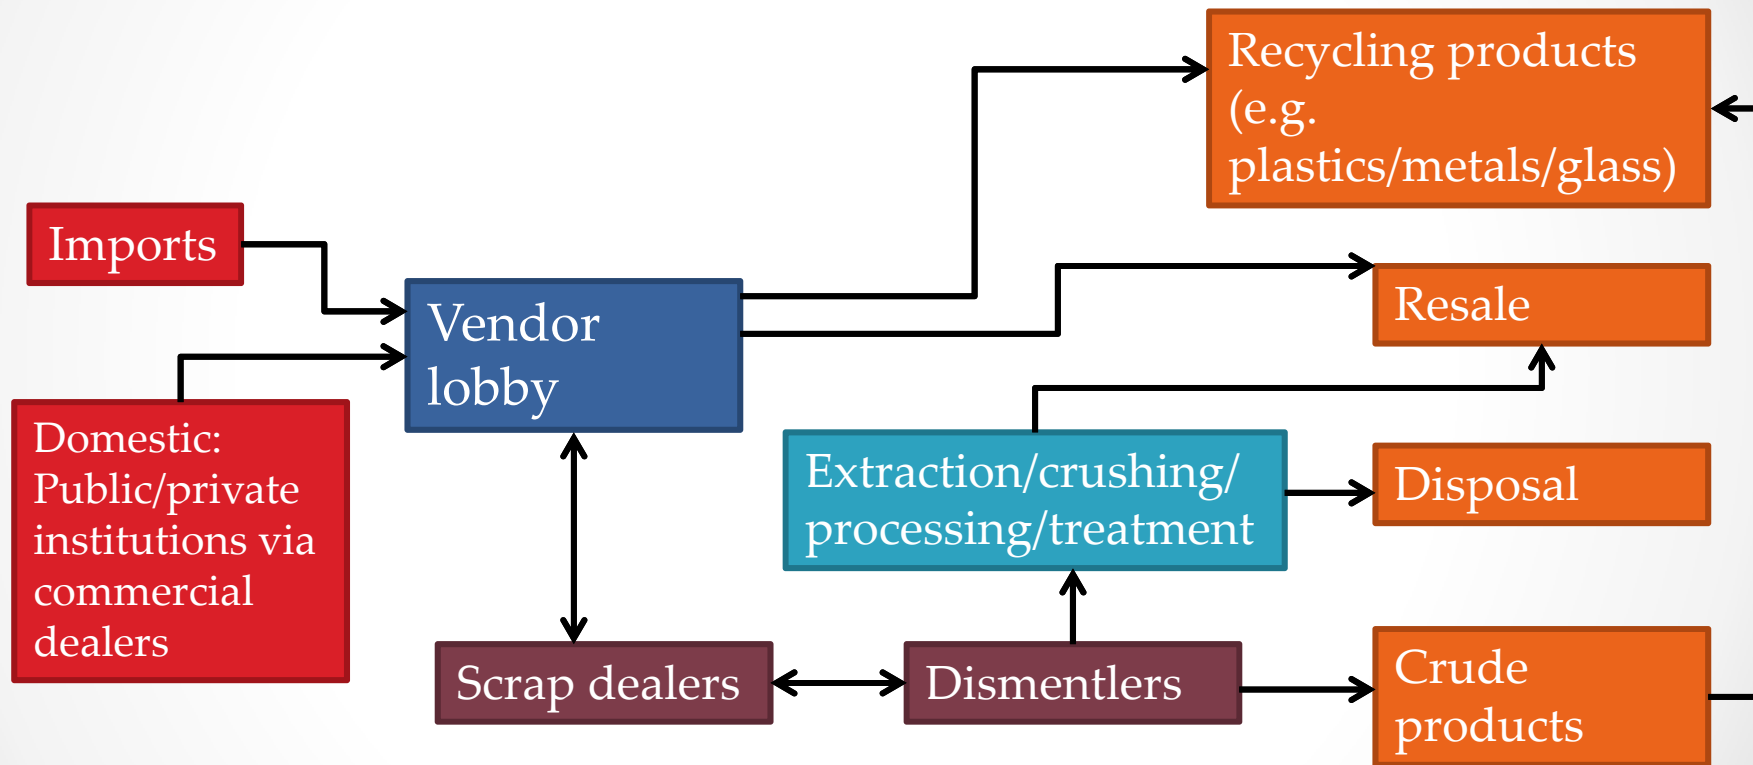 Recycling products
(e.g.
plastics/metals/glass)
Imports
Vendor
lobby
Resale
Domestic:
Public/private
institutions via
commercial
dealers
Extraction/crushing/
processing/treatment
Disposal
Scrap dealers
Dismentlers
Crude
products